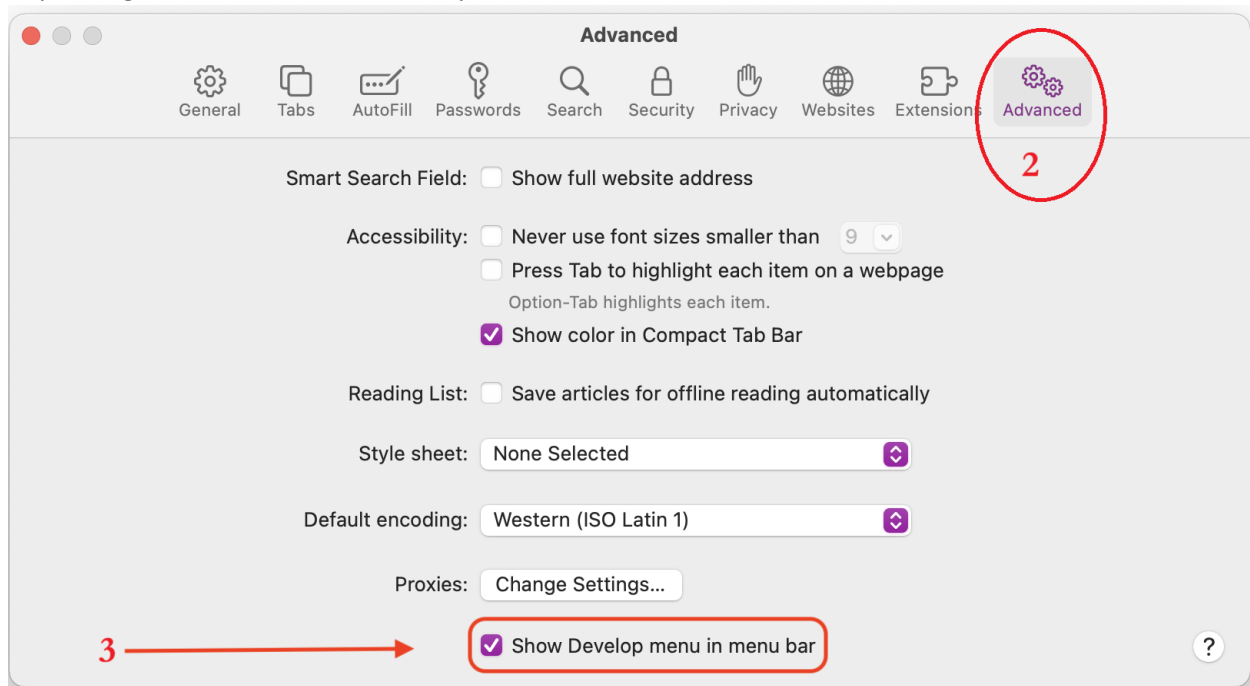 Advanced
General Tabs AutoFill Passwords Search Security Privacy Websites Extensions Advanced
2
Smart Search Field: Show full website address
Accessibility: Never use font sizes smaller than 9
Press Tab to highlight each item on a webpage
Option-Tab highlights each item.
Show color in Compact Tab Bar
Reading List: Save articles for offline reading automatically
Style sheet: None Selected
Default encoding: Western (ISO Latin 1)
Proxies: Change Settings...
3 Show Develop menu in menu bar ?